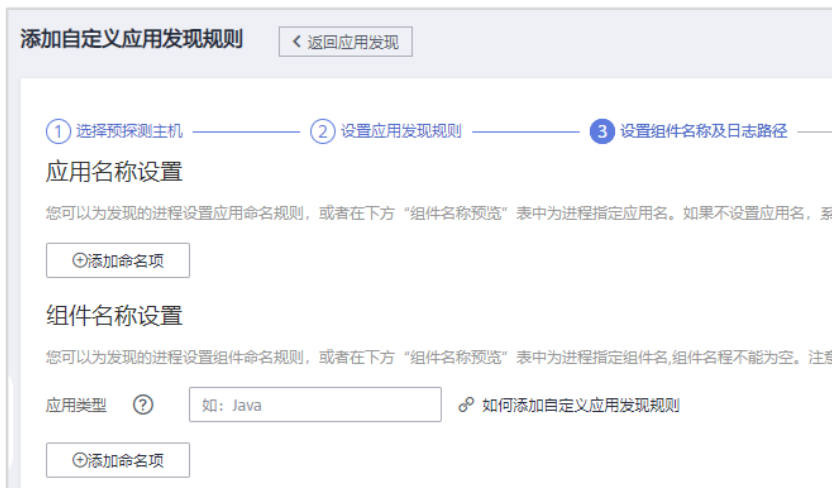 添加自定义应用发现规则 返回应用发现
1 选择预探测主机 2 设置应用发现规则 3 设置组件名称及日志路径
应用名称设置
您可以为发现的进程设置应用命名规则，或者在下方“组件名称预览”表中为进程指定应用名。如果不设置应用名，系
添加命名项
组件名称设置
您可以为发现的进程设置组件命名规则，或者在下方“组件名称预览”表中为进程指定组件名,组件名程不能为空。注意
应用类型 ? 如：Java 如何添加自定义应用发现规则
添加命名项